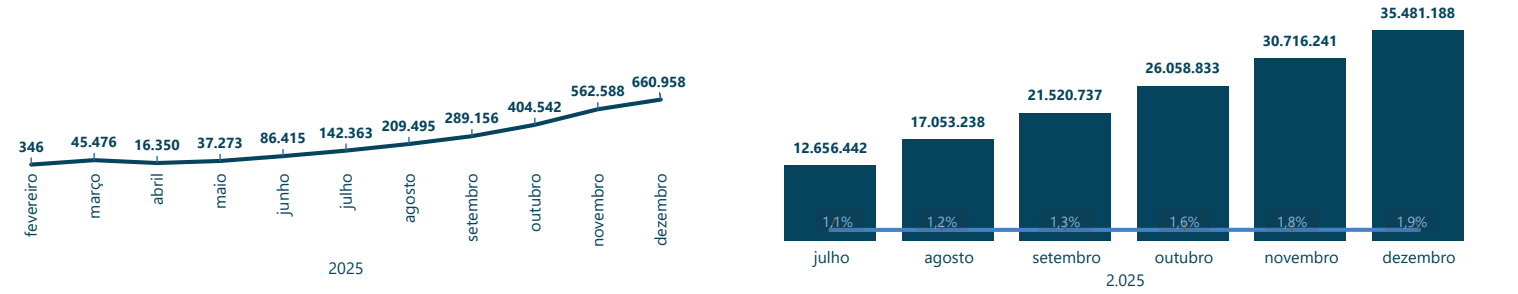 346
45.476
16.350
37.273
86.415
142.363
209.495
289.156
404.542
562.588
660.958
fevereiro
março
abril
maio
junho
julho
agosto
setembro
outubro
novembro
dezembro
2025
12.656.442
17.053.238
21.520.737
26.058.833
30.716.241
35.481.188
1,1%
1,2%
1,3%
1,6%
1,8%
1,9%
julho
agosto
setembro
outubro
novembro
dezembro
2.025